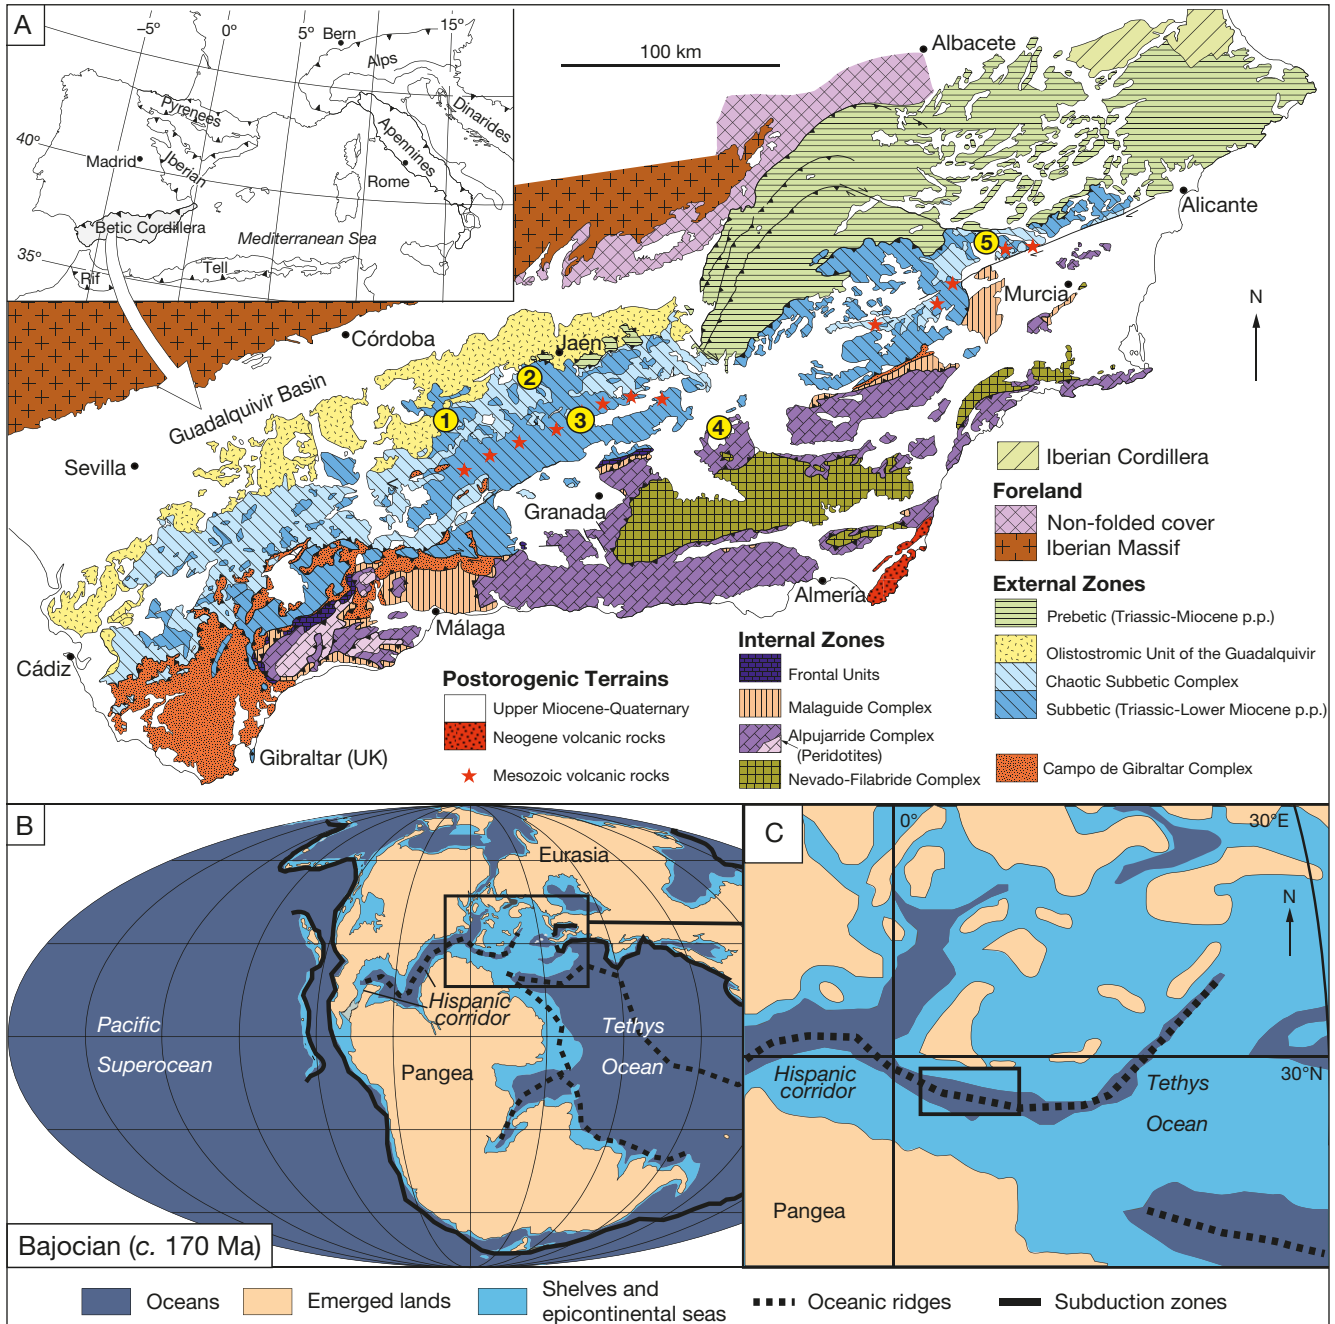 A
−5º
0º
5º
15º
Bern
Alps
Pyrenees
Dinarides
Apennines
40º
Madrid
Iberian
Rome
Betic Cordillera
Mediterranean Sea
35º
Rif
Tell
100 km
Albacete
Alicante
5
Murcia
N
Córdoba
Jaén
Guadalquivir Basin
2
1
3
4
Sevilla
Granada
Almería
Málaga
Cádiz
Gibraltar (UK)
Iberian Cordillera
Foreland
Non-folded cover
Iberian Massif
External Zones
Prebetic (Triassic-Miocene p.p.)
Olistostromic Unit of the Guadalquivir
Chaotic Subbetic Complex
Subbetic (Triassic-Lower Miocene p.p.)
Campo de Gibraltar Complex
Internal Zones
Frontal Units
Malaguide Complex
Alpujarride Complex
(Peridotites)
Nevado-Filabride Complex
Postorogenic Terrains
Upper Miocene-Quaternary
Neogene volcanic rocks
Mesozoic volcanic rocks
B
Eurasia
Hispanic
corridor
Pacific
Superocean
Tethys
Ocean
Pangea
Bajocian (c. 170 Ma)
C
0°
30°E
N
30°N
Hispanic
corridor
Tethys
Ocean
Pangea
Oceans
Emerged lands
Shelves and
epicontinental seas
Oceanic ridges
Subduction zones